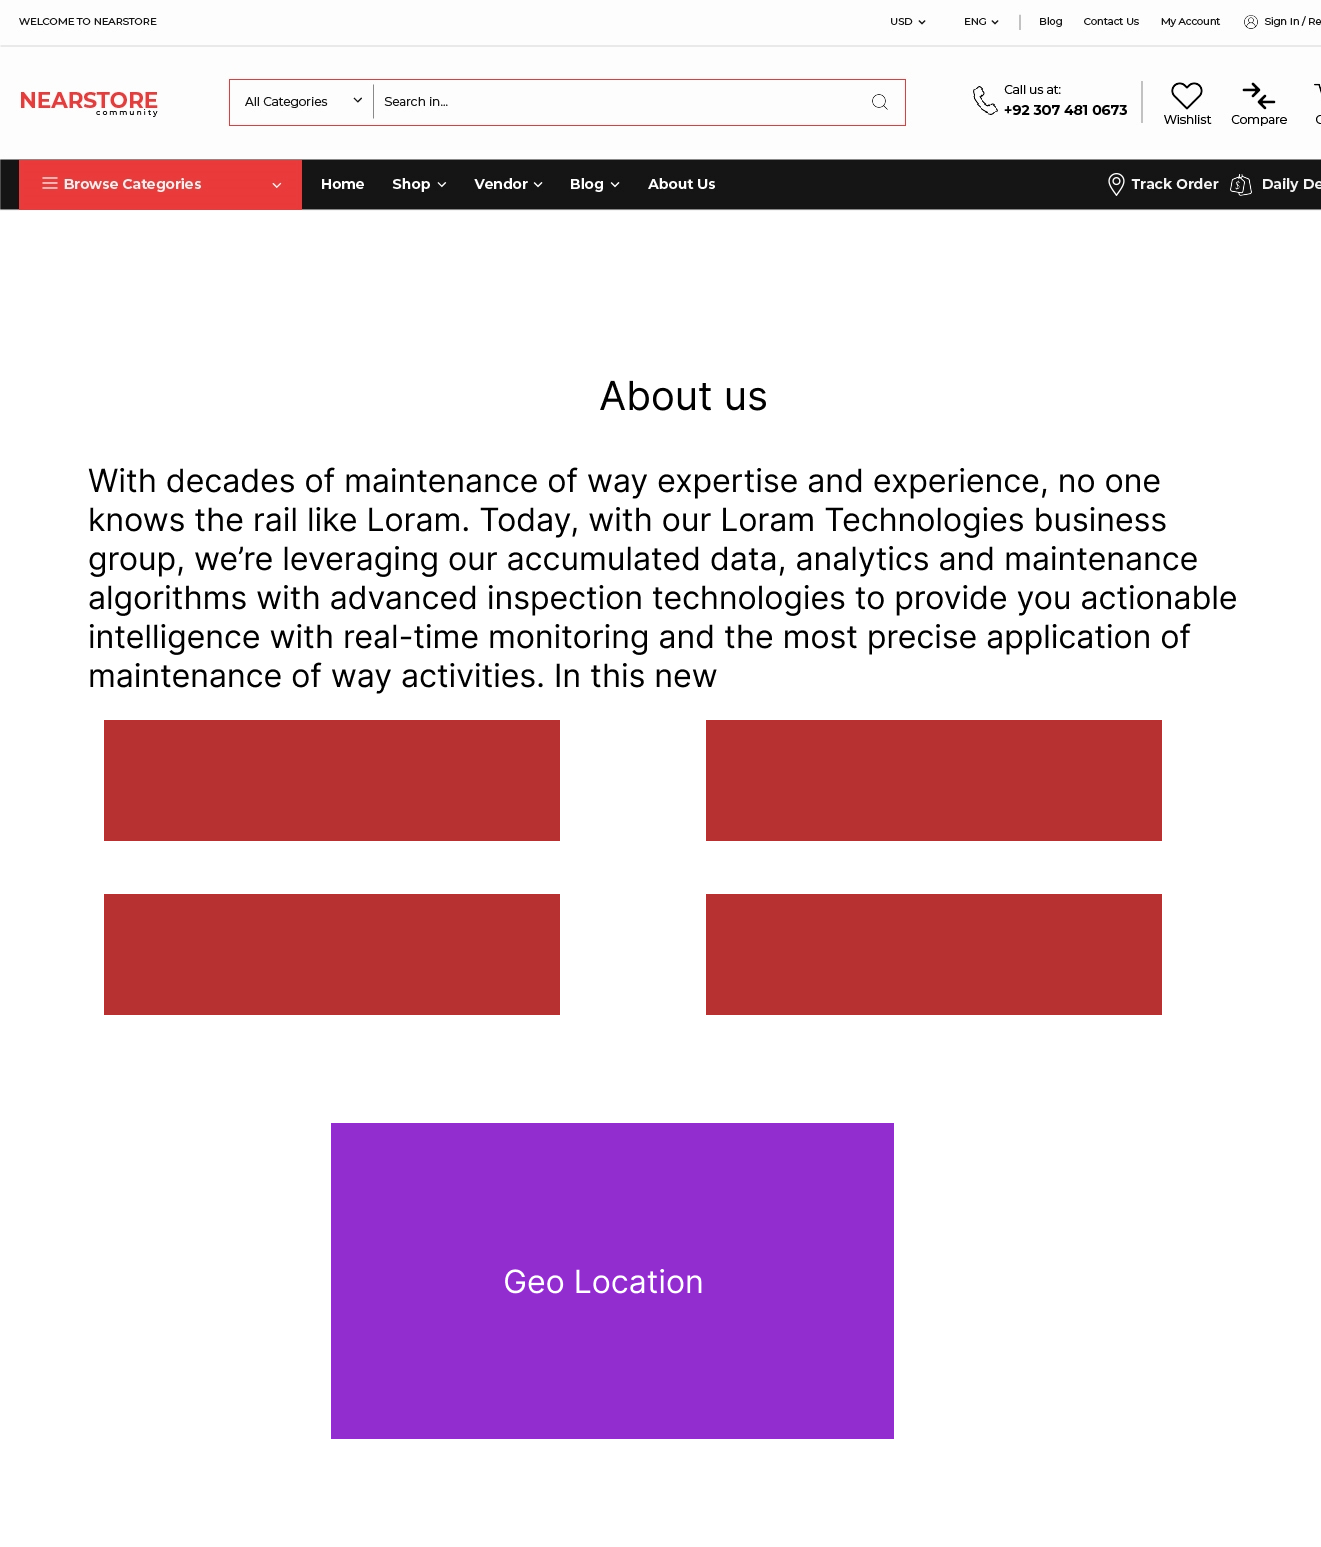 WELCOME TO NEARSTORE
USD
ENG
Blog
Contact Us
My Account
Sign In / Re
NEARSTORE
community
All Categories
Search in...
Call us at:
+92 307 481 0673
Wishlist
Compare
Browse Categories
Home
Shop
Vendor
Blog
About Us
Track Order
Daily De
About us
With decades of maintenance of way expertise and experience, no one
knows the rail like Loram. Today, with our Loram Technologies business
group, we’re leveraging our accumulated data, analytics and maintenance
algorithms with advanced inspection technologies to provide you actionable
intelligence with real-time monitoring and the most precise application of
maintenance of way activities. In this new
Geo Location